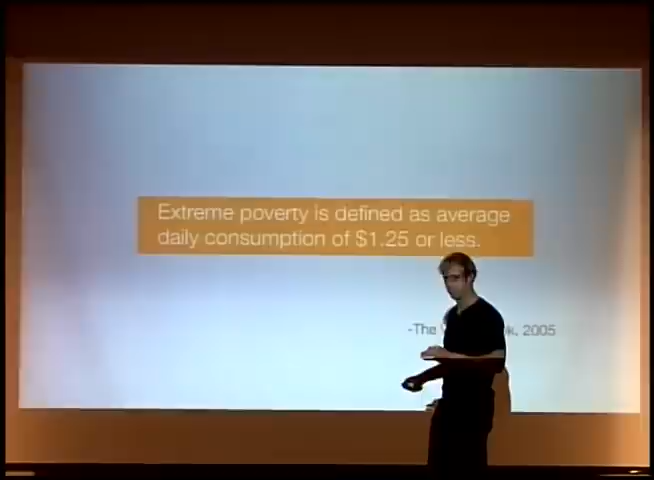 Extreme poverty is defined as average
daily consumption of $1.25 or less.
-The 2005